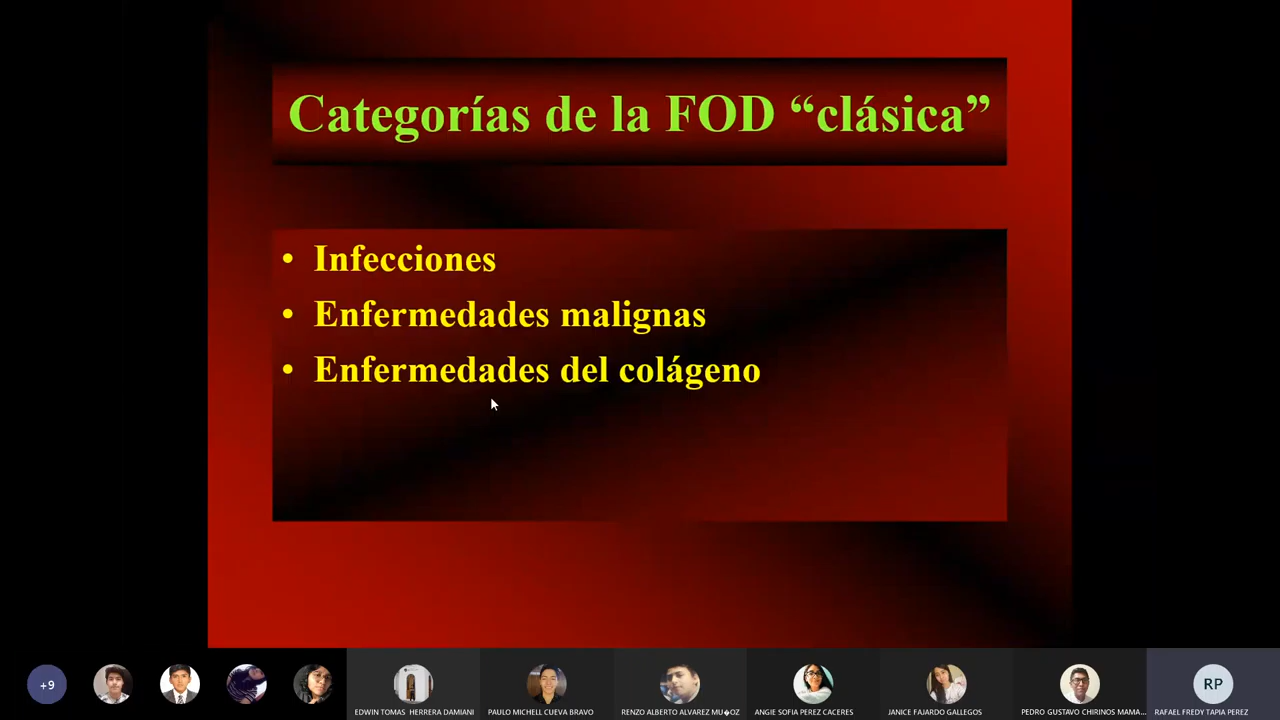 Categorías de la FOD “clásica”
• Infecciones
• Enfermedades malignas
• Enfermedades del colágeno
+9
EDWIN TOMAS HERRERA DAMIANI
PAULO MICHELL CUEVA BRAVO
RENZO ALBERTO ALVAREZ MU�OZ
ANGIE SOFIA PEREZ CACERES
JANICE FAJARDO GALLEGOS
PEDRO GUSTAVO CHIRINOS MAMA...
RP
RAFAEL FREDY TAPIA PEREZ